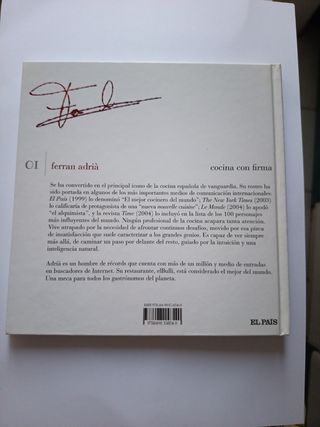 01 | ferran adrià cocina con firma
Se ha convertido en el principal icono de la cocina española de vanguardia. Su rostro ha
sido portada en algunos de los más importantes medios de comunicación internacionales:
El País (1999) lo denominó “El mejor cocinero del mundo”; The New York Times (2003)
lo calificaría de protagonista de una “nueva nouvelle cuisine”; Le Monde (2004) lo apodó
“el alquimista”, y la revista Time (2004) lo incluyó en la lista de los 100 personajes
más influyentes del mundo. Ningún profesional de la cocina acapara tanta atención.
Vive atrapado por la necesidad de afrontar continuos desafíos, movido por esa pizca
de insatisfacción que suele caracterizar a los grandes genios. Es capaz de ver siempre
más allá, de caminar un paso por delante del resto, guiado por la intuición y una
inteligencia natural.
Adrià es un hombre de récords que cuenta con más de un millón y medio de entradas
en buscadores de Internet. Su restaurante, elBulli, está considerado el mejor del mundo.
Una meca para todos los gastrónomos del planeta.
EL PAIS